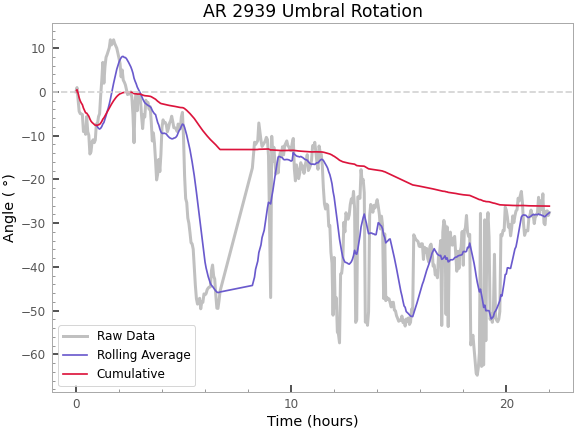 AR 2939 Umbral Rotation
10
0
−10
−20
−30
−40
−50
−60
Angle ( °)
Raw Data
Rolling Average
Cumulative
0
10
20
Time (hours)